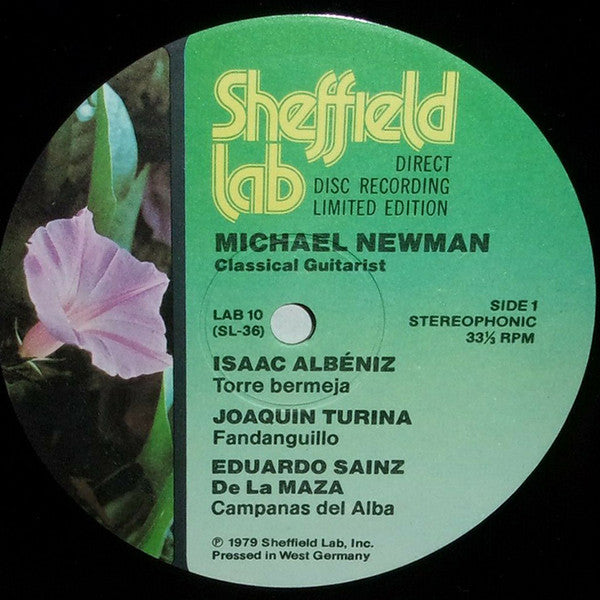 Sheffield
lab
DIRECT
DISC RECORDING
LIMITED EDITION
MICHAEL NEWMAN
Classical Guitarist
LAB 10
(SL-36)
SIDE 1
STEREOPHONIC
33⅓ RPM
ISAAC ALBÉNIZ
Torre bermeja
JOAQUIN TURINA
Fandanguillo
EDUARDO SAINZ
De La MAZA
Campanas del Alba
℗ 1979 Sheffield Lab, Inc.
Pressed in West Germany